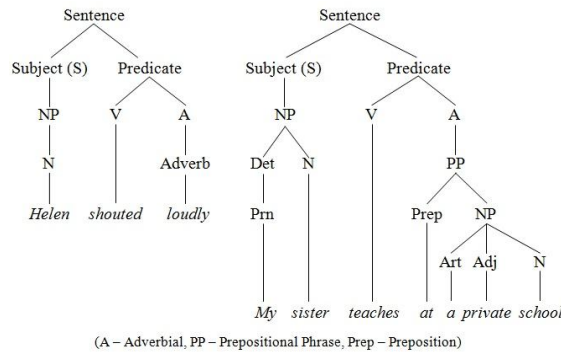 Sentence Sentence
Subject (S) Predicate Subject (S) Predicate
NP V A NP V A
N Adverb Det N PP
Helen shouted loudly Prn Prep NP
Art Adj N
My sister teaches at a private school
(A – Adverbial, PP – Prepositional Phrase, Prep – Preposition)